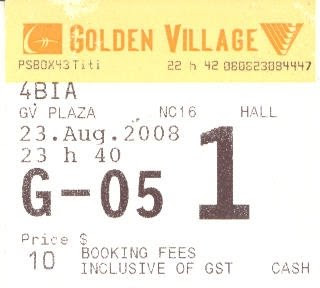 GOLDEN VILLAGE
PSBOX43Titi 22 h 42 080823084447
4BIA
GV PLAZA NC16 HALL
23.Aug.2008
23 h 40
G-05 1
Price $ BOOKING FEES
10 INCLUSIVE OF GST CASH